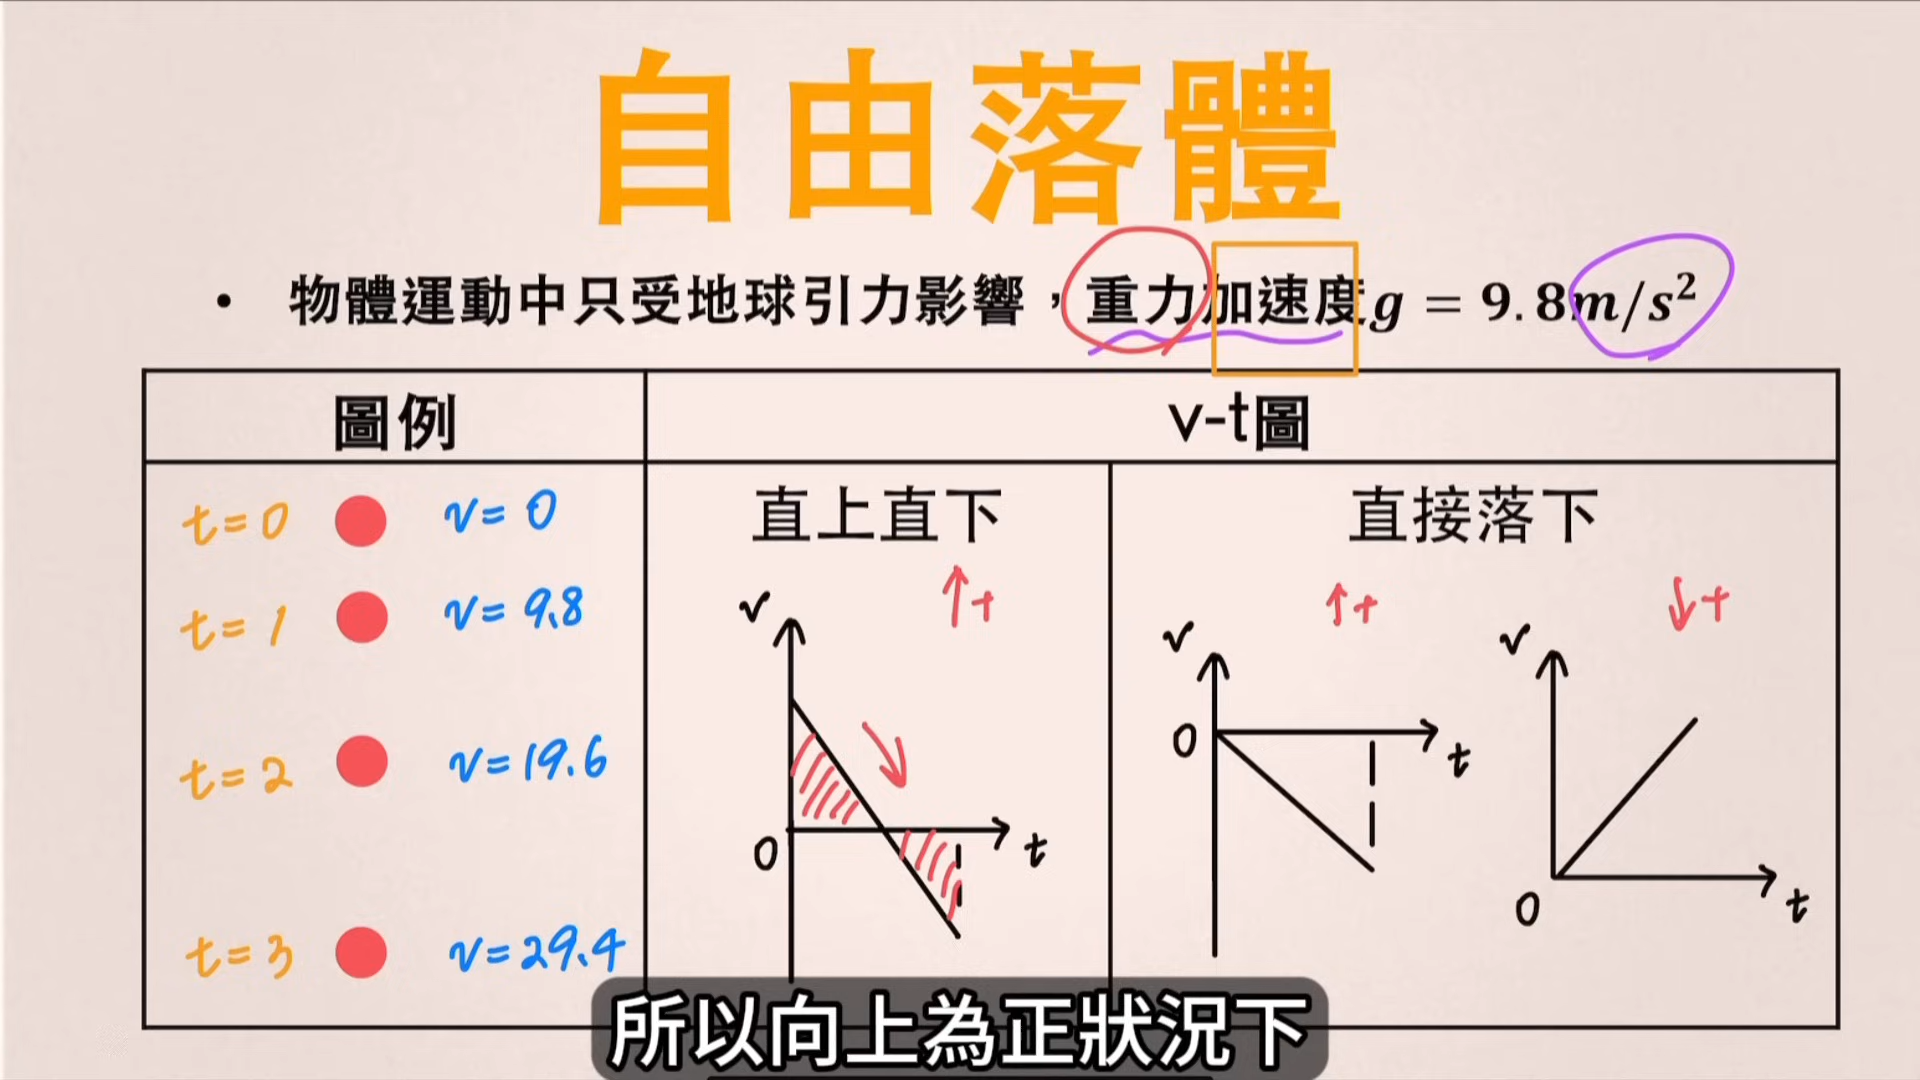 自由落體
• 物體運動中只受地球引力影響，重力加速度g = 9.8m/s²
圖例
v-t圖
t=0 v=0
t=1 v=9.8
t=2 v=19.6
t=3 v=29.4
直上直下
↑+
v
0
t
直接落下
↑+
v
0
t
↓+
v
0
t
所以向上為正狀況下